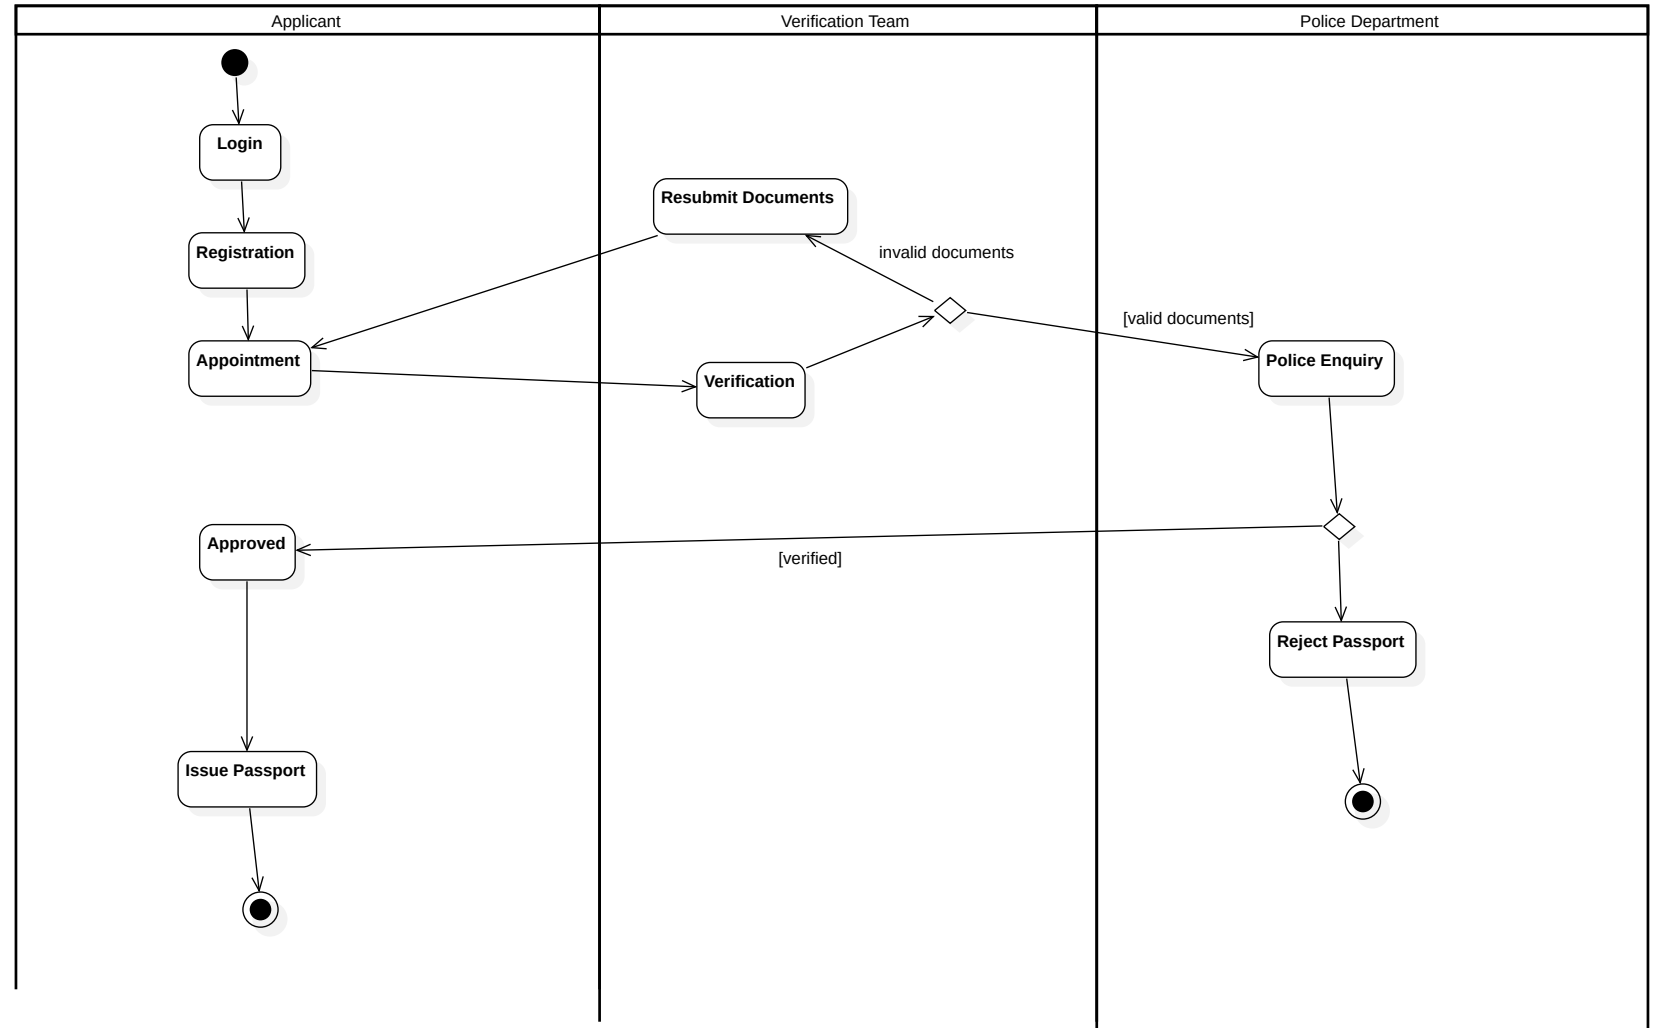 Applicant
Verification Team
Police Department
Login
Resubmit Documents
Registration
invalid documents
[valid documents]
Appointment
Verification
Police Enquiry
Approved
[verified]
Reject Passport
Issue Passport